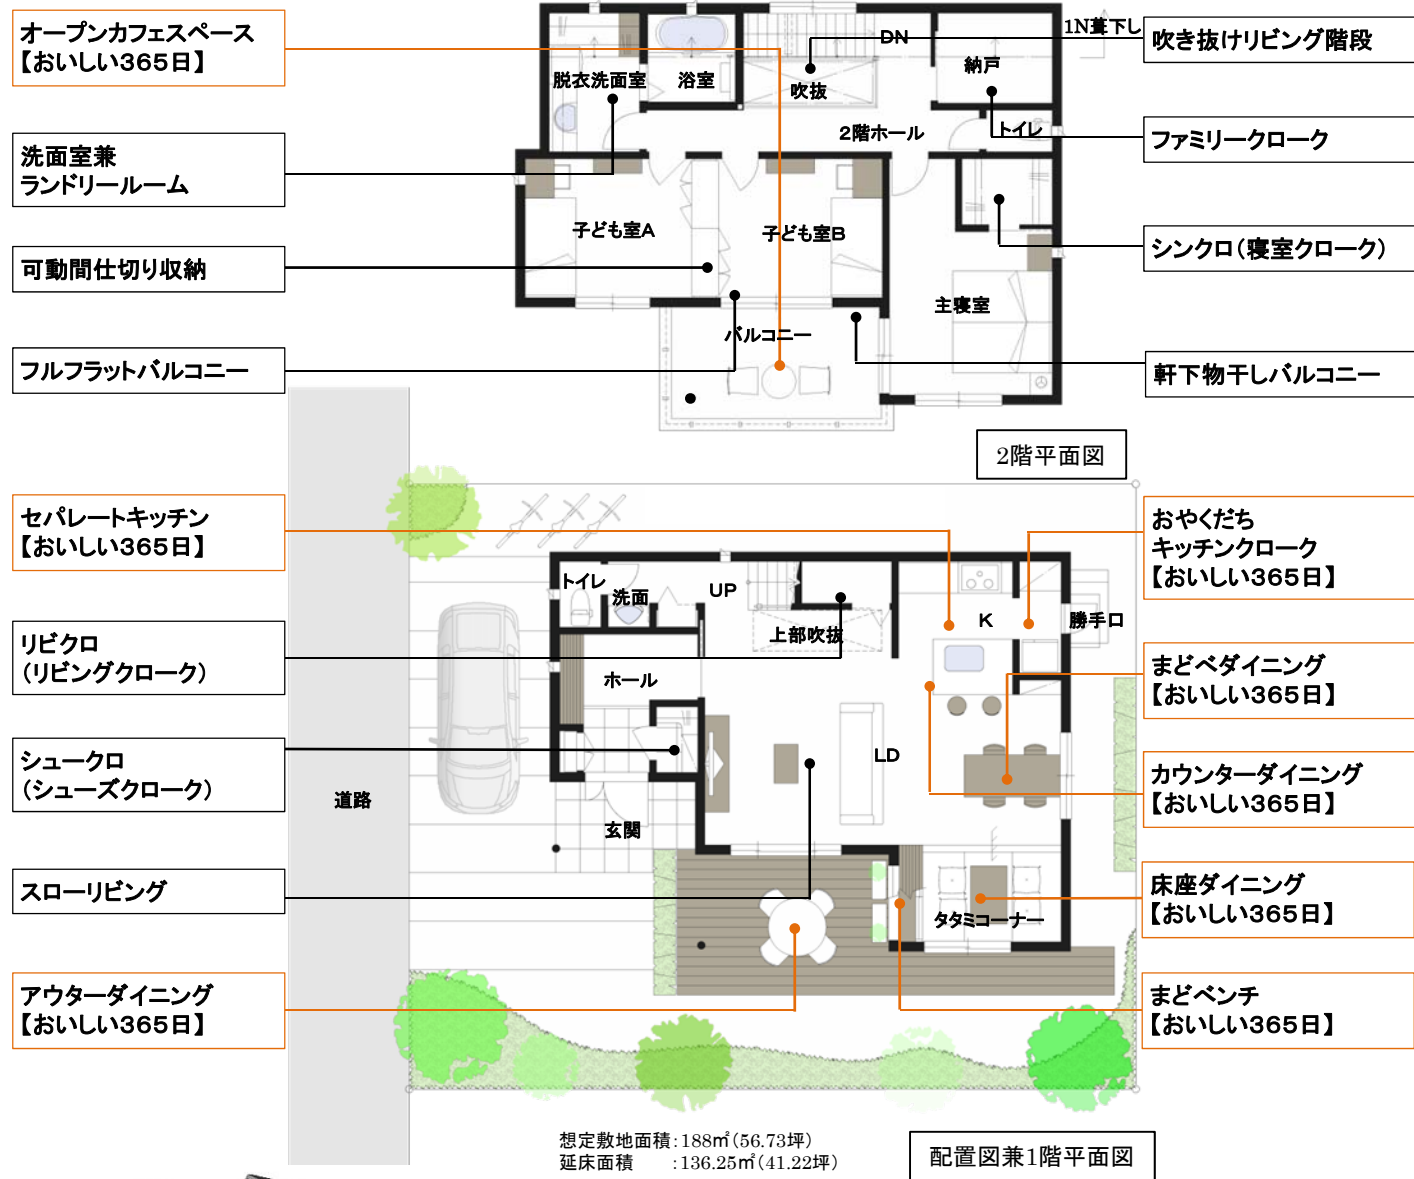 オープンカフェスペース
【おいしい365日】
洗面室兼
ランドリールーム
可動間仕切り収納
フルフラットバルコニー
1N葺下し
吹き抜けリビング階段
ファミリークローク
シンクロ(寝室クローク)
軒下物干しバルコニー
DN
脱衣洗面室
浴室
吹抜
納戸
2階ホール
トイレ
子ども室A
子ども室B
主寝室
バルコニー
2階平面図
セパレートキッチン
【おいしい365日】
リビクロ
(リビングクローク)
シュークロ
(シューズクローク)
スローリビング
アウターダイニング
【おいしい365日】
おやくだち
キッチンクローク
【おいしい365日】
まどべダイニング
【おいしい365日】
カウンターダイニング
【おいしい365日】
床座ダイニング
【おいしい365日】
まどベンチ
【おいしい365日】
トイレ
洗面
UP
上部吹抜
K
勝手口
ホール
LD
道路
玄関
タタミコーナー
想定敷地面積:188㎡(56.73坪)
延床面積 :136.25㎡(41.22坪)
配置図兼1階平面図